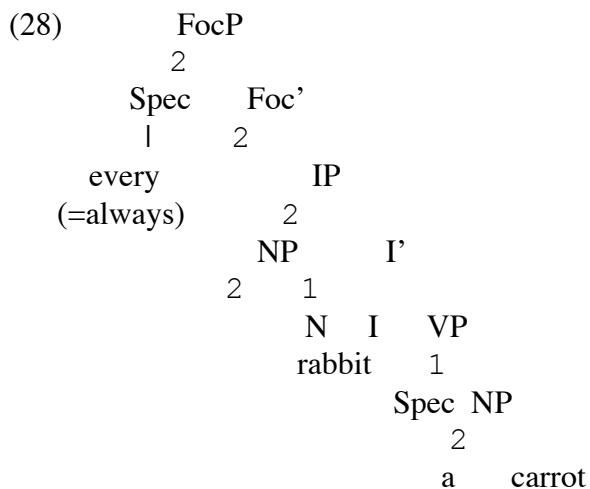 (28) FocP
2
Spec Foc’
| 2
every IP
(=always) 2
NP I’
2 1
N I VP
rabbit 1
Spec NP
2
a carrot